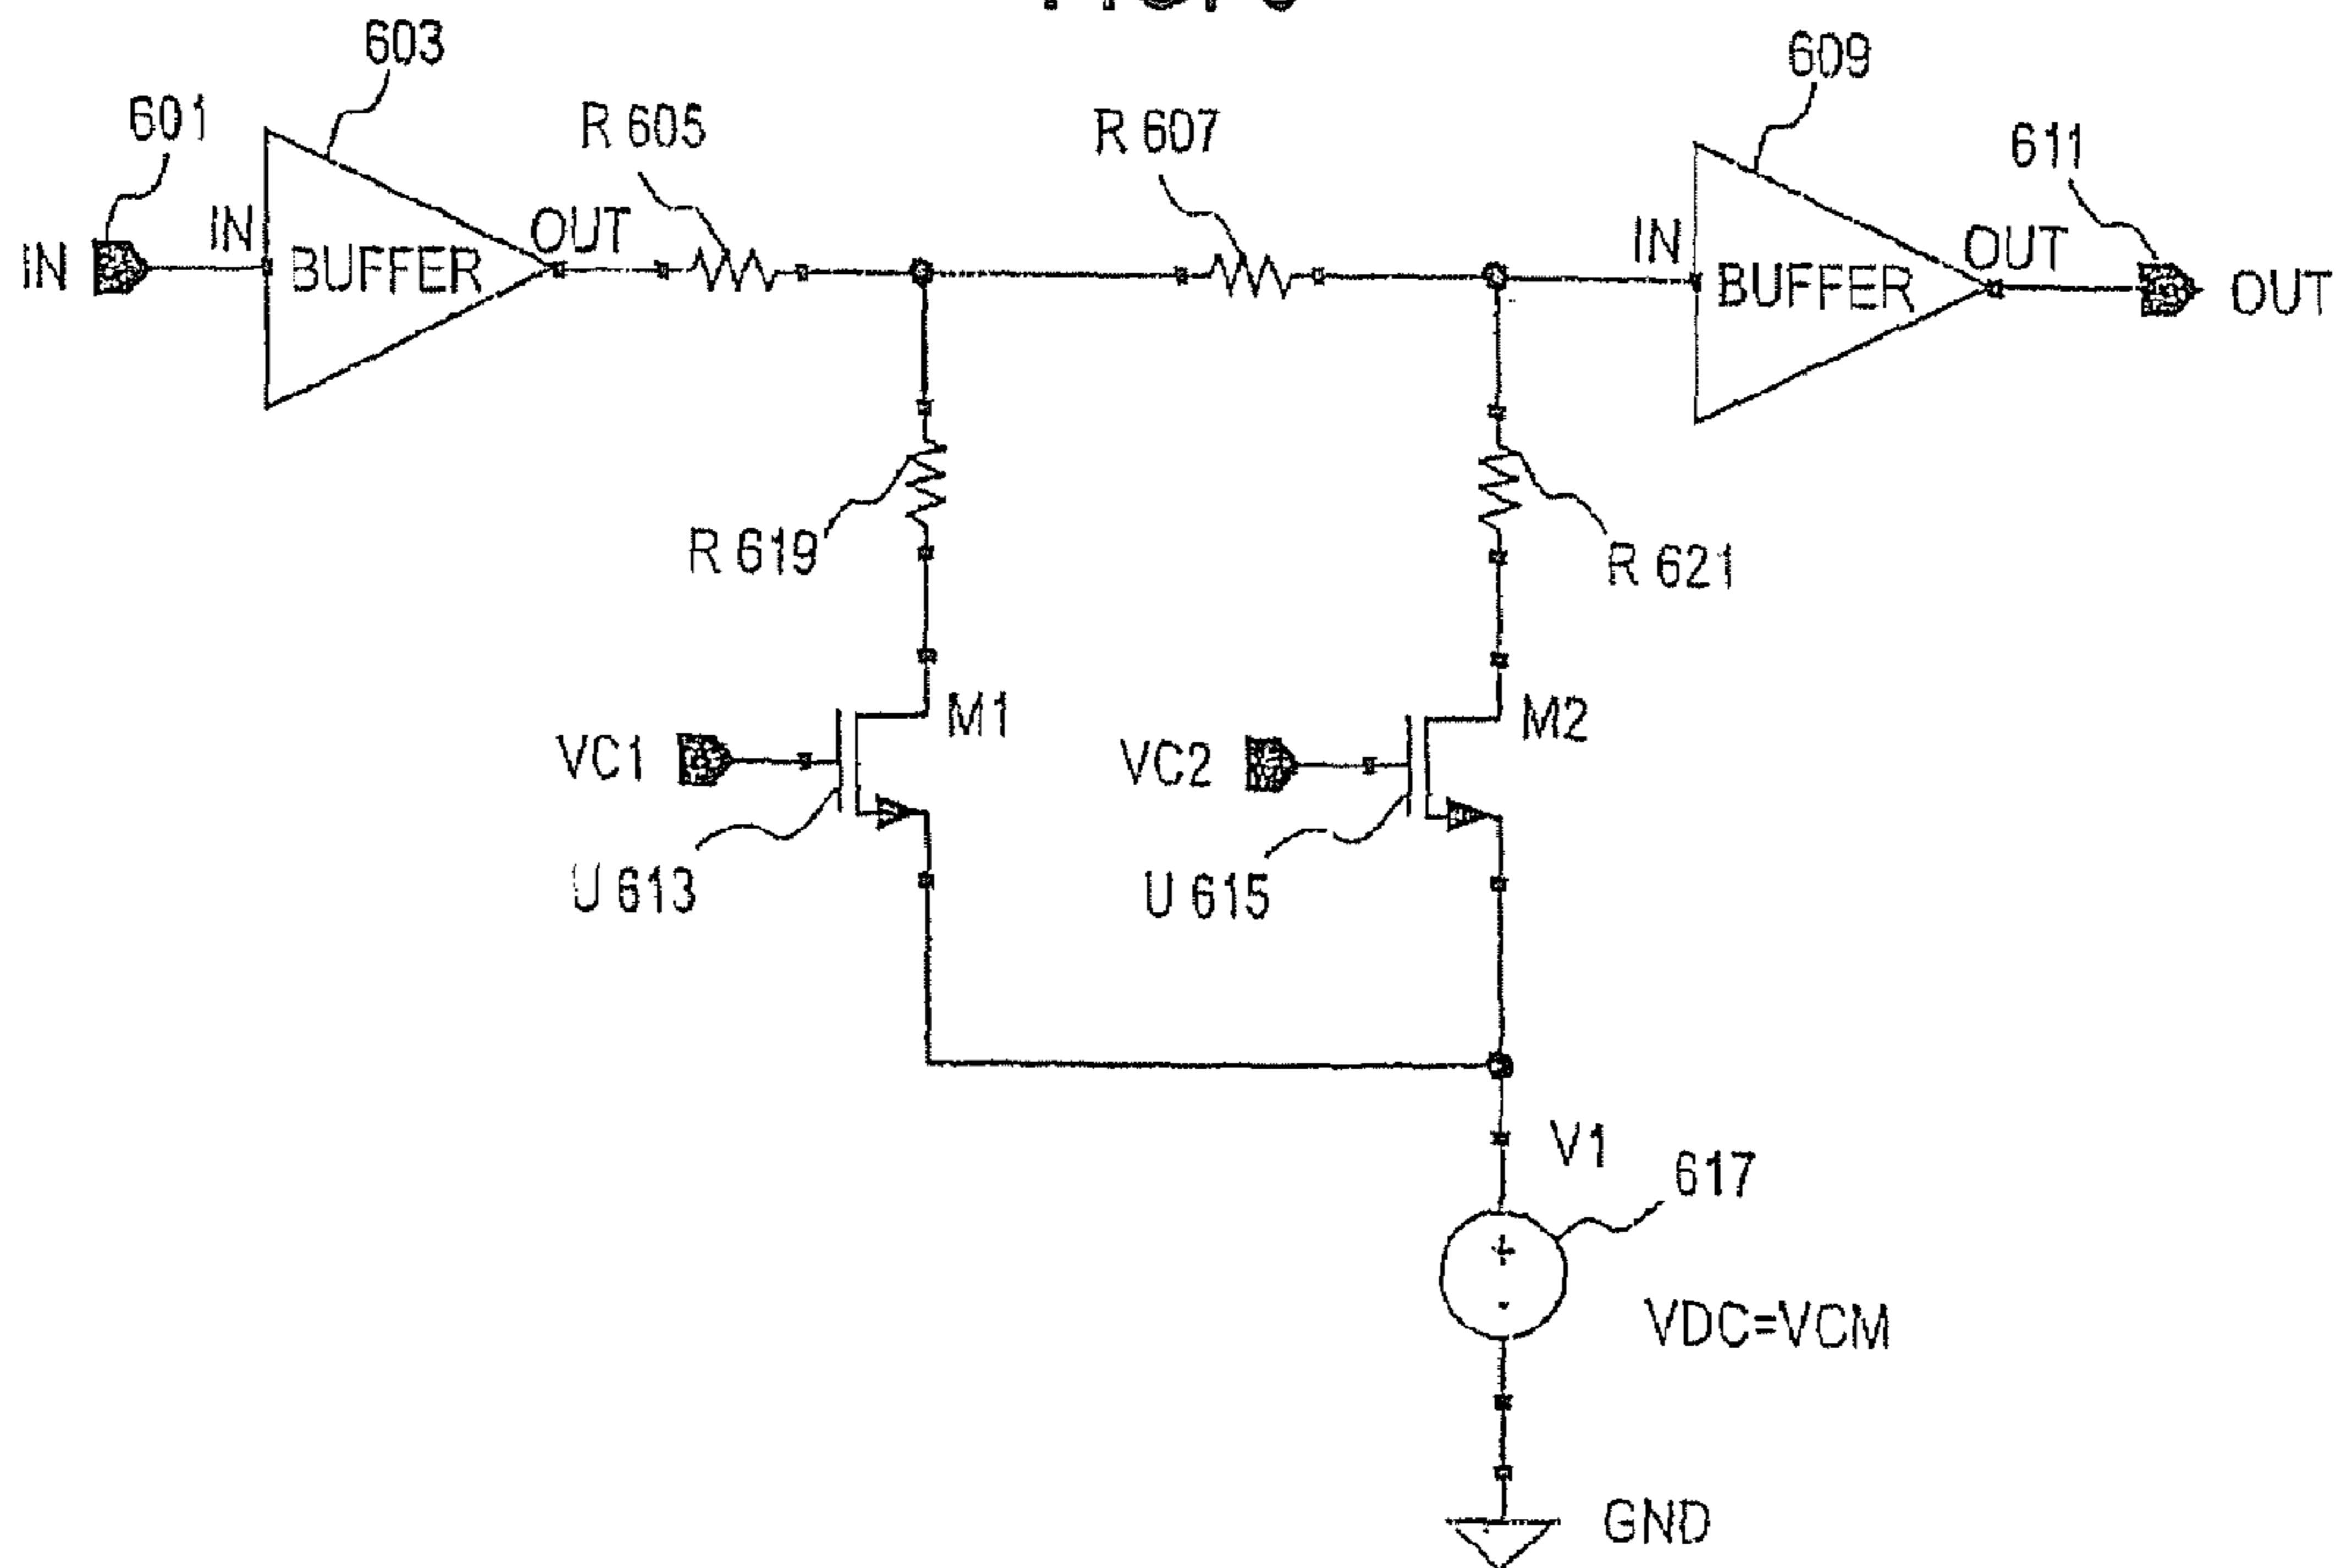 603
609
601
R 605
R 607
611
IN
IN
BUFFER
OUT
IN
BUFFER
OUT
OUT
R 619
R 621
M1
M2
VC1
VC2
U 613
U 615
V1
617
+
-
VDC=VCM
GND